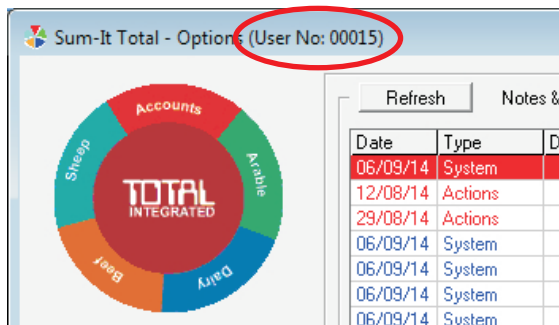 Sum-It Total - Options (User No: 00015)
Accounts
Arable
Dairy
Beef
Sheep
TOTAL
INTEGRATED
Refresh Notes &
Date Type D
06/09/14 System
12/08/14 Actions
29/08/14 Actions
06/09/14 System
06/09/14 System
06/09/14 System
06/09/14 System